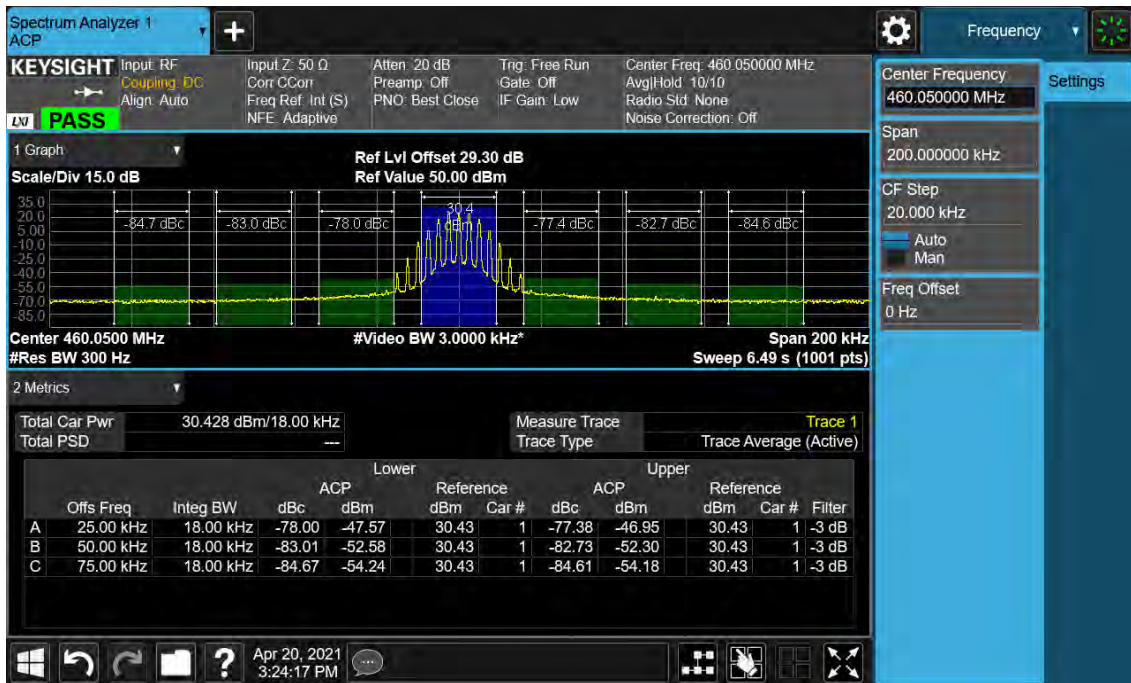 Spectrum Analyzer 1
ACP
Frequency
KEYSIGHT Input: RF Input Z: 50 Ω Atten: 20 dB Trig: Free Run Center Freq: 460.050000 MHz
Coupling: DC Corr CCorr Preamp: Off Gate: Off Avg|Hold: 10/10
Align: Auto Freq Ref: Int (S) PNO: Best Close IF Gain: Low Radio Std: None
LXI PASS NFE: Adaptive Noise Correction: Off
Center Frequency
460.050000 MHz
Settings
Span
200.000000 kHz
CF Step
20.000 kHz
Auto
Man
Freq Offset
0 Hz
1 Graph
Ref Lvl Offset 29.30 dB
Scale/Div 15.0 dB Ref Value 50.00 dBm
35.0
20.0
5.00
-10.0
-25.0
-40.0
-55.0
-70.0
-85.0
-84.7 dBc -83.0 dBc -78.0 dBc 30.4 dBm -77.4 dBc -82.7 dBc -84.6 dBc
Center 460.0500 MHz #Video BW 3.0000 kHz* Span 200 kHz
#Res BW 300 Hz Sweep 6.49 s (1001 pts)
2 Metrics
Total Car Pwr 30.428 dBm/18.00 kHz Measure Trace Trace 1
Total PSD --- Trace Type Trace Average (Active)
Lower Upper
ACP Reference ACP Reference
Offs Freq Integ BW dBc dBm dBm Car # dBc dBm dBm Car # Filter
A 25.00 kHz 18.00 kHz -78.00 -47.57 30.43 1 -77.38 -46.95 30.43 1 -3 dB
B 50.00 kHz 18.00 kHz -83.01 -52.58 30.43 1 -82.73 -52.30 30.43 1 -3 dB
C 75.00 kHz 18.00 kHz -84.67 -54.24 30.43 1 -84.61 -54.18 30.43 1 -3 dB
Apr 20, 2021
3:24:17 PM